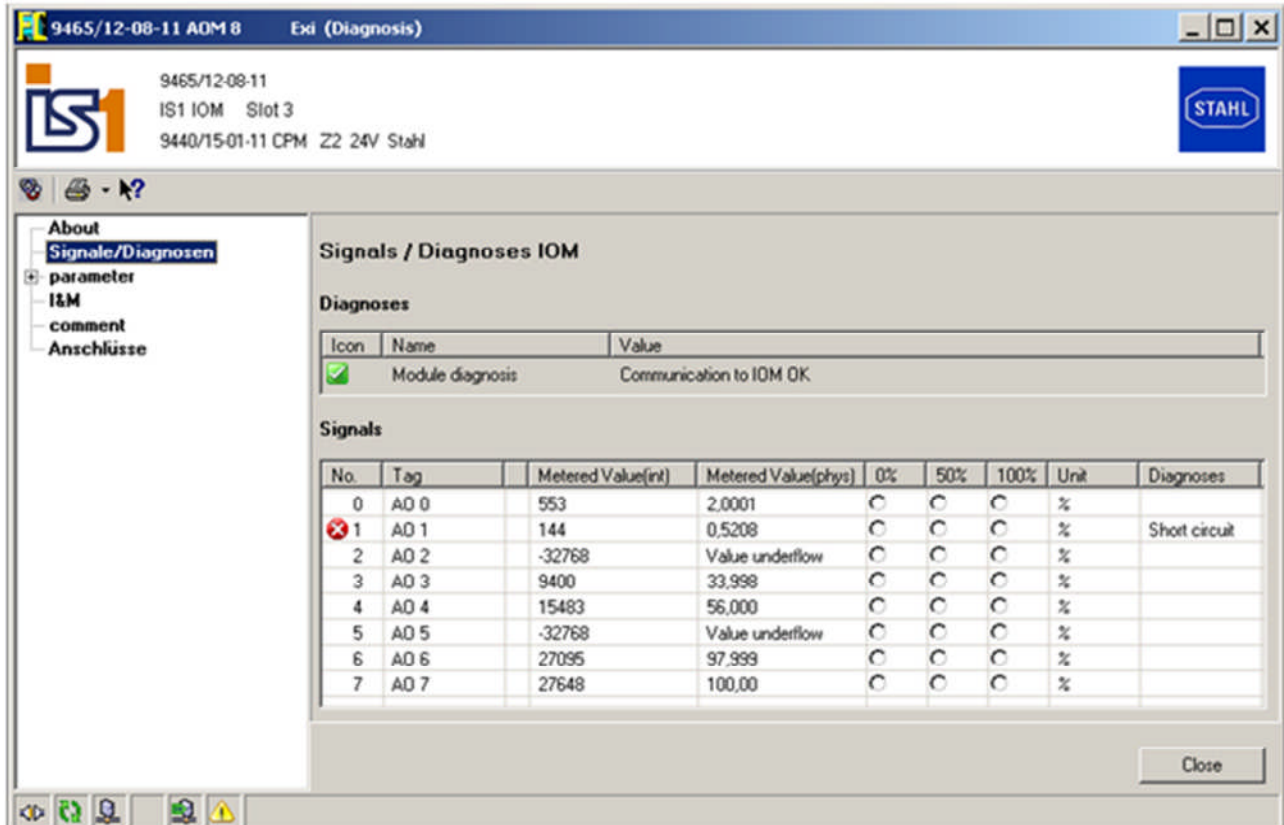 9465/12-08-11 AOM 8 Exi (Diagnosis)
IS1
9465/12-08-11
IS1 IOM Slot 3
9440/15-01-11 CPM Z2 24V Stahl
STAHL
About
Signale/Diagnosen
parameter
I&M
comment
Anschlüsse
Signals / Diagnoses IOM
Diagnoses
Icon Name Value
Module diagnosis Communication to IOM OK
Signals
No. Tag Metered Value(int) Metered Value(phys) 0% 50% 100% Unit Diagnoses
0 AO 0 553 2,0001 %
1 AO 1 144 0,5208 % Short circuit
2 AO 2 -32768 Value underflow %
3 AO 3 9400 33,998 %
4 AO 4 15483 56,000 %
5 AO 5 -32768 Value underflow %
6 AO 6 27095 97,999 %
7 AO 7 27648 100,00 %
Close